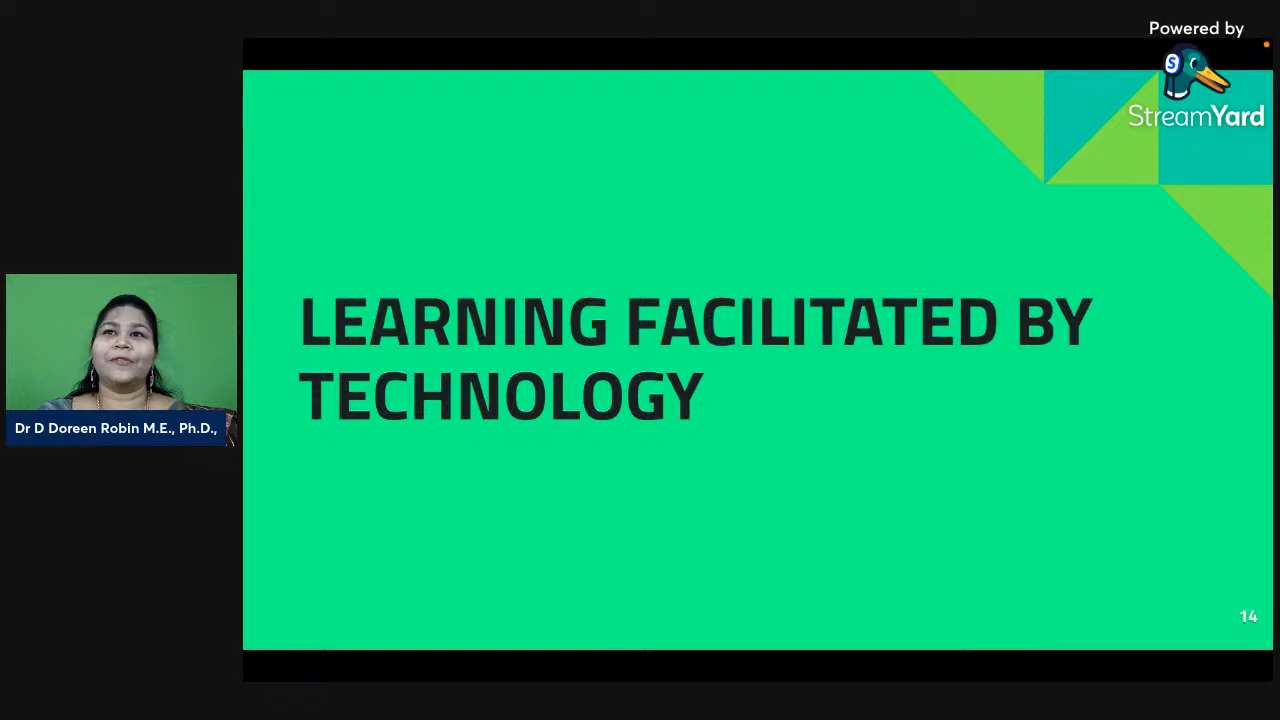 Powered by
S
StreamYard
LEARNING FACILITATED BY
TECHNOLOGY
Dr D Doreen Robin M.E., Ph.D.,
14